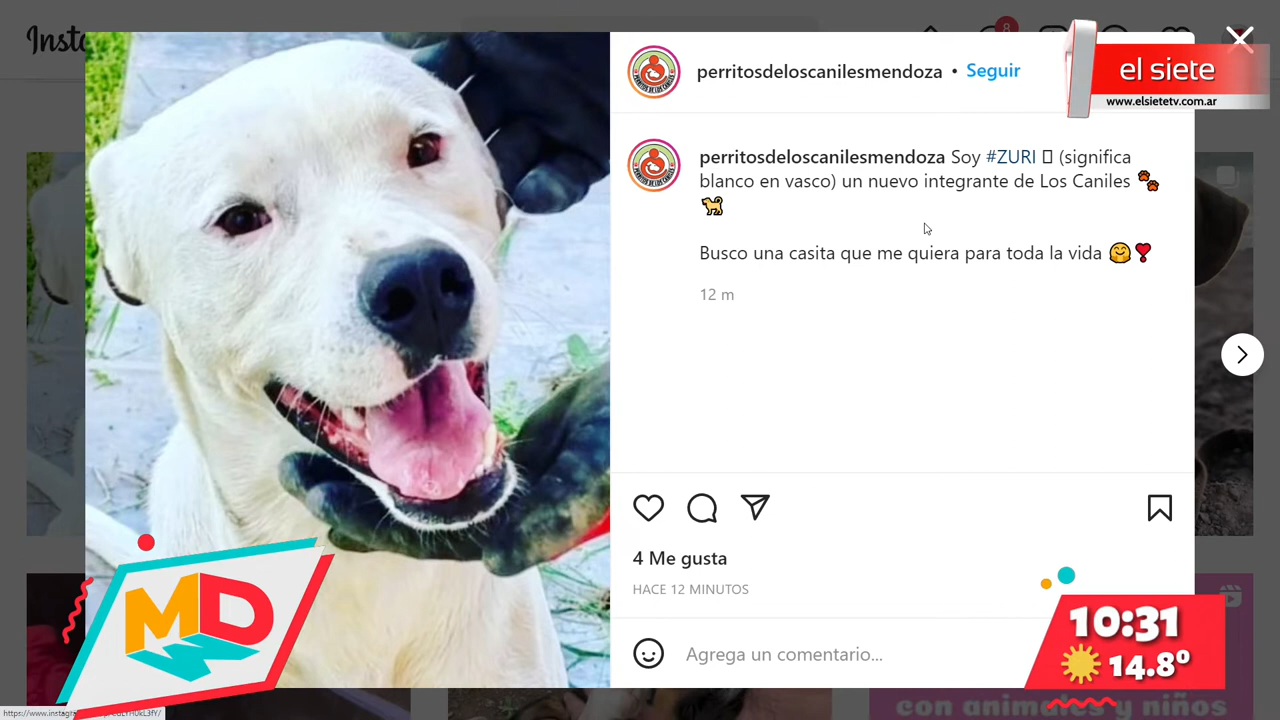 Insta
8
perritosdeloscanilesmendoza • Seguir
el siete
www.elsietetv.com.ar
perritosdeloscanilesmendoza Soy #ZURI (significa
blanco en vasco) un nuevo integrante de Los Caniles 🐾
🐕
Busco una casita que me quiera para toda la vida 🤗❣️
12 m
4 Me gusta
HACE 12 MINUTOS
Agrega un comentario...
MD
10:31
14.8º
con animales y niños